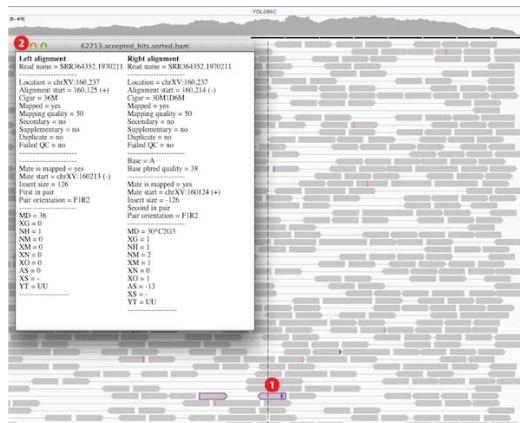 YOL086C
[0 - 418]
2
62713.accepted_hits.sorted.bam
Left alignment
Read name = SRR364352.1970211
----------------------
Location = chrXV:160,237
Alignment start = 160,125 (+)
Cigar = 36M
Mapped = yes
Mapping quality = 50
Secondary = no
Supplementary = no
Duplicate = no
Failed QC = no
----------------------
----------------------
Mate is mapped = yes
Mate start = chrXV:160213 (-)
Insert size = 126
First in pair
Pair orientation = F1R2
----------------------
MD = 36
XG = 0
NH = 1
NM = 0
XM = 0
XN = 0
XO = 0
AS = 0
XS = -
YT = UU
----------------------
Right alignment
Read name = SRR364352.1970211
----------------------
Location = chrXV:160,237
Alignment start = 160,214 (-)
Cigar = 30M1D6M
Mapped = yes
Mapping quality = 50
Secondary = no
Supplementary = no
Duplicate = no
Failed QC = no
----------------------
Base = A
Base phred quality = 38
----------------------
Mate is mapped = yes
Mate start = chrXV:160124 (+)
Insert size = -126
Second in pair
Pair orientation = F1R2
----------------------
MD = 30^C2G3
XG = 1
NH = 1
NM = 2
XM = 1
XN = 0
XO = 1
AS = -13
XS = -
YT = UU
----------------------
1